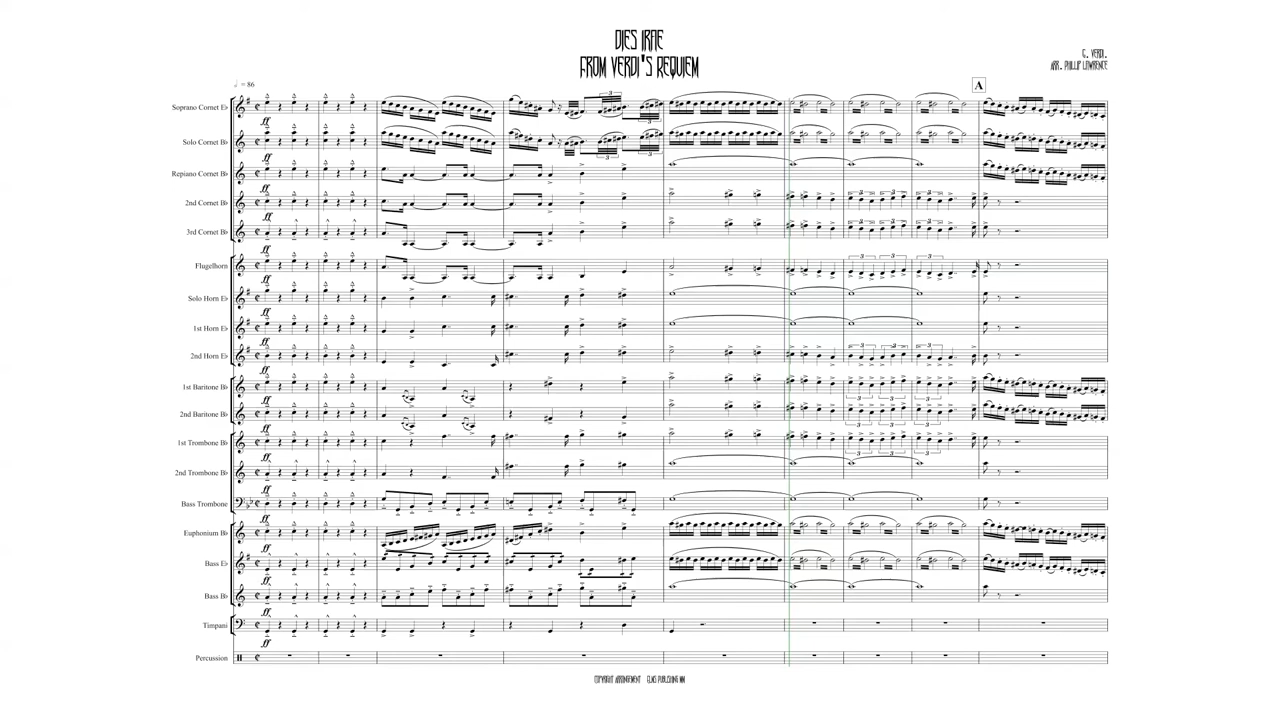 DIES IRAE
FROM VERDI'S REQUIEM
G. VERDI.
ARR. PHILLIP LAWRENCE
♩ = 86
A
Soprano Cornet E♭
Solo Cornet B♭
Repiano Cornet B♭
2nd Cornet B♭
3rd Cornet B♭
Flugelhorn
Solo Horn E♭
1st Horn E♭
2nd Horn E♭
1st Baritone B♭
2nd Baritone B♭
1st Trombone B♭
2nd Trombone B♭
Bass Trombone
Euphonium B♭
Bass E♭
Bass B♭
Timpani
Percussion
COPYRIGHT ARRANGEMENT